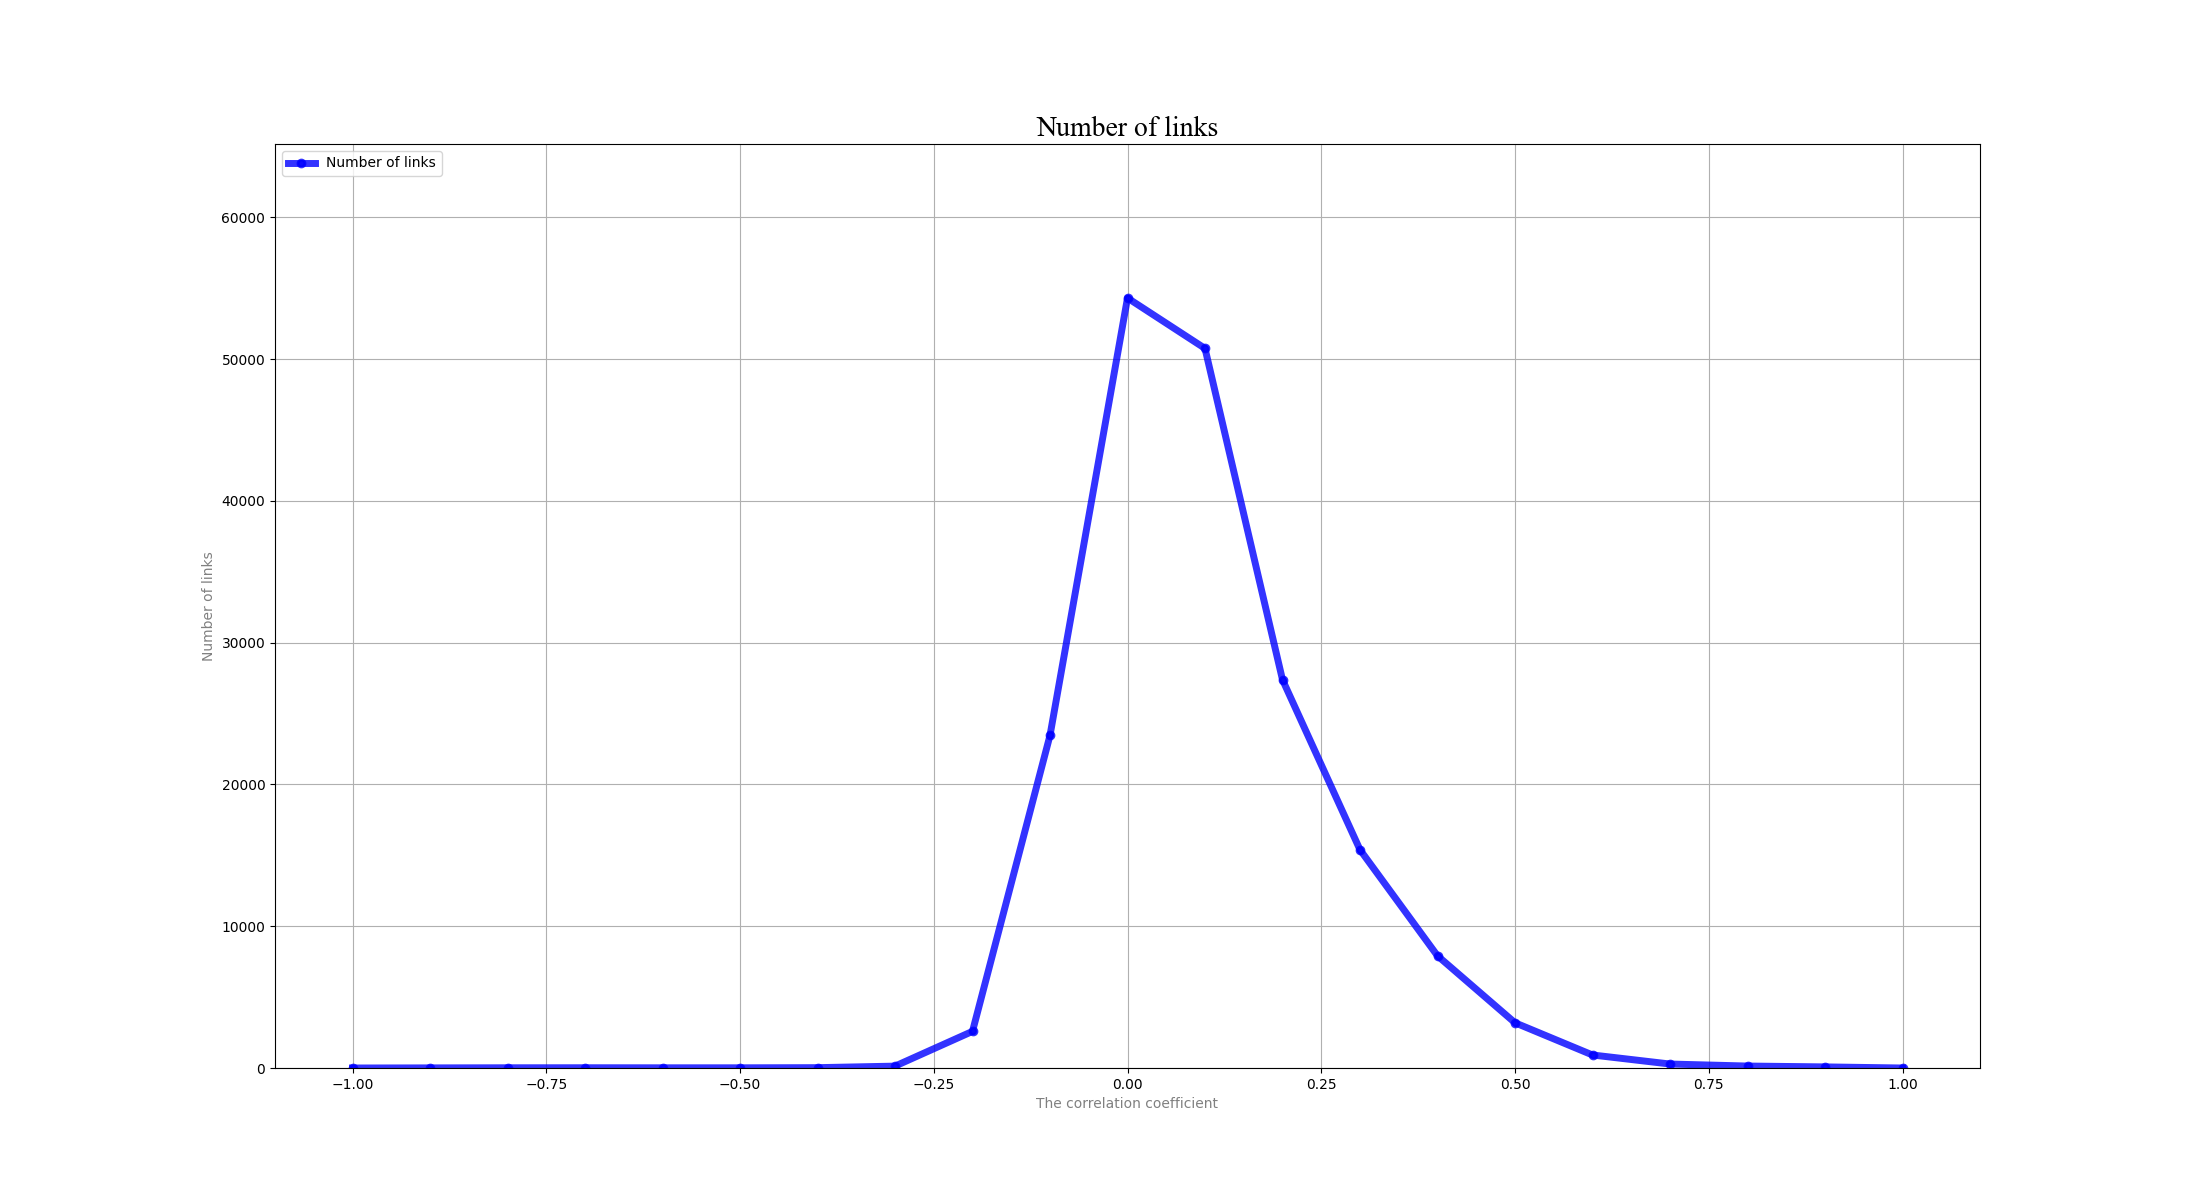 Number of links
Number of links
60000
50000
40000
30000
20000
10000
0
Number of links
−1.00 −0.75 −0.50 −0.25 0.00 0.25 0.50 0.75 1.00
The correlation coefficient